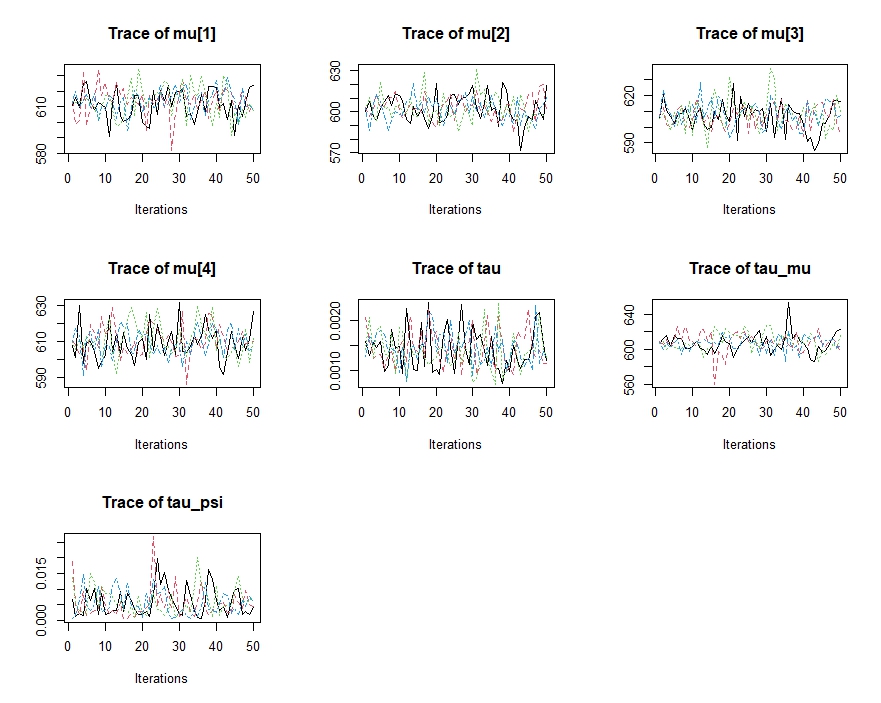 Trace of mu[1] Trace of mu[2] Trace of mu[3]
580 610
0 10 20 30 40 50
Iterations
570 600 630
0 10 20 30 40 50
Iterations
590 620
0 10 20 30 40 50
Iterations
Trace of mu[4] Trace of tau Trace of tau_mu
590 610 630
0 10 20 30 40 50
Iterations
0.0010 0.0020
0 10 20 30 40 50
Iterations
560 600 640
0 10 20 30 40 50
Iterations
Trace of tau_psi
0.000 0.015
0 10 20 30 40 50
Iterations